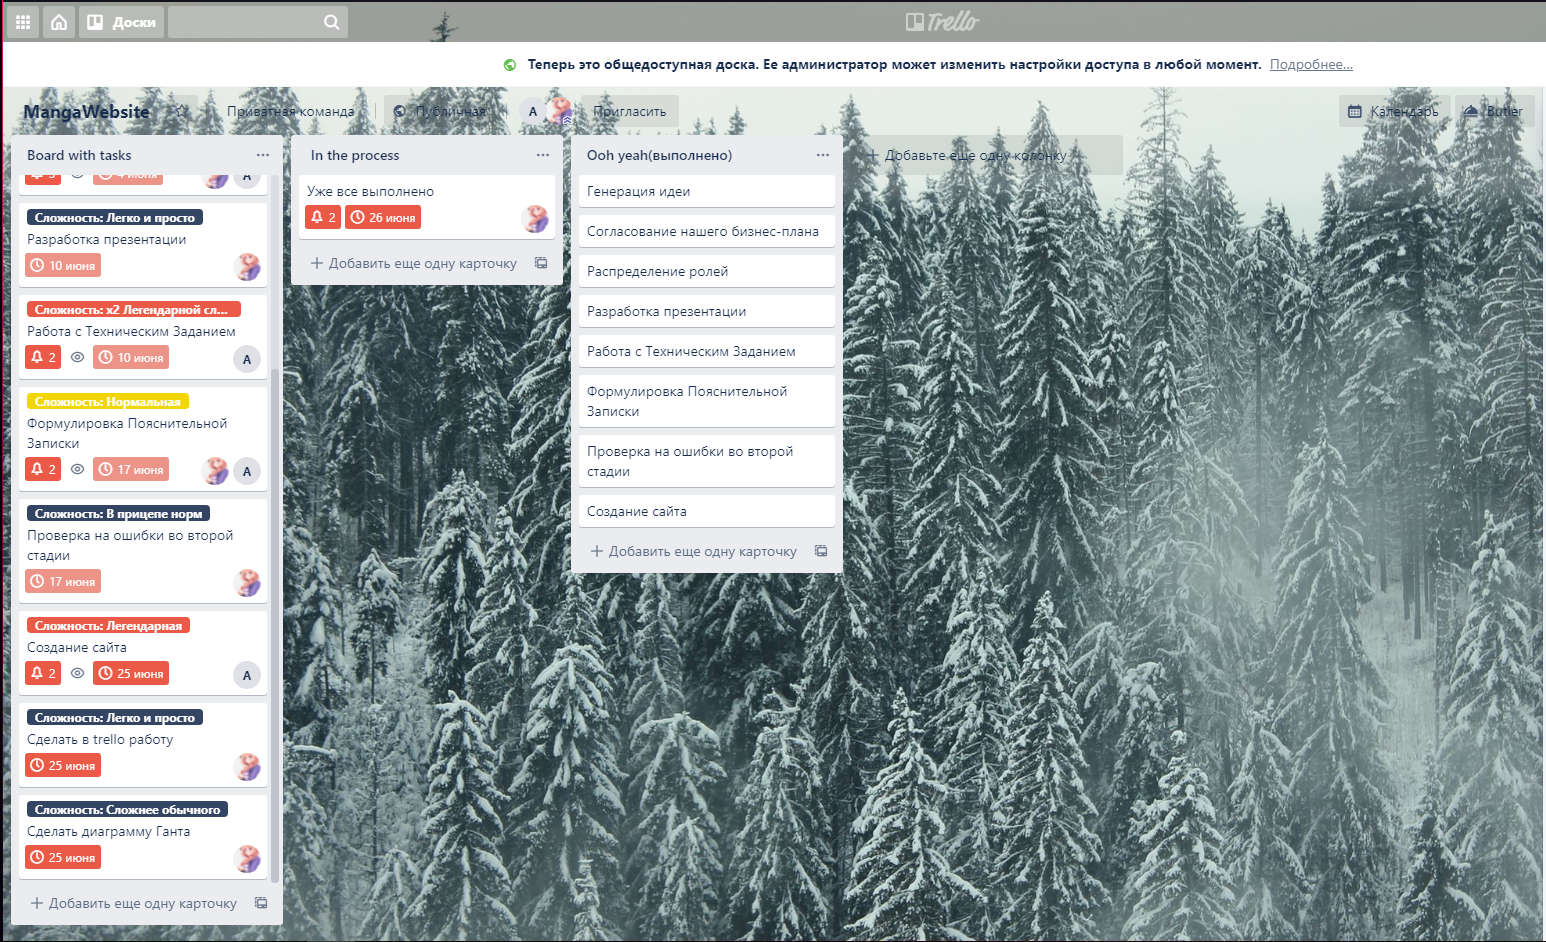 Доски
Trello
Теперь это общедоступная доска. Ее администратор может изменить настройки доступа в любой момент. Подробнее...
MangaWebsite
Приватная команда
Публичная
A
Пригласить
Календарь
Butler
Board with tasks
3
4 июня
A
Сложность: Легко и просто
Разработка презентации
10 июня
Сложность: x2 Легендарной сл...
Работа с Техническим Заданием
2
10 июня
A
Сложность: Нормальная
Формулировка Пояснительной
Записки
2
17 июня
A
Сложность: В прицепе норм
Проверка на ошибки во второй
стадии
17 июня
Сложность: Легендарная
Создание сайта
2
25 июня
A
Сложность: Легко и просто
Сделать в trello работу
25 июня
Сложность: Сложнее обычного
Сделать диаграмму Ганта
25 июня
Добавить еще одну карточку
In the process
Уже все выполнено
2
26 июня
Добавить еще одну карточку
Ooh yeah(выполнено)
Генерация идеи
Согласование нашего бизнес-плана
Распределение ролей
Разработка презентации
Работа с Техническим Заданием
Формулировка Пояснительной
Записки
Проверка на ошибки во второй
стадии
Создание сайта
Добавить еще одну карточку
Добавьте еще одну колонку